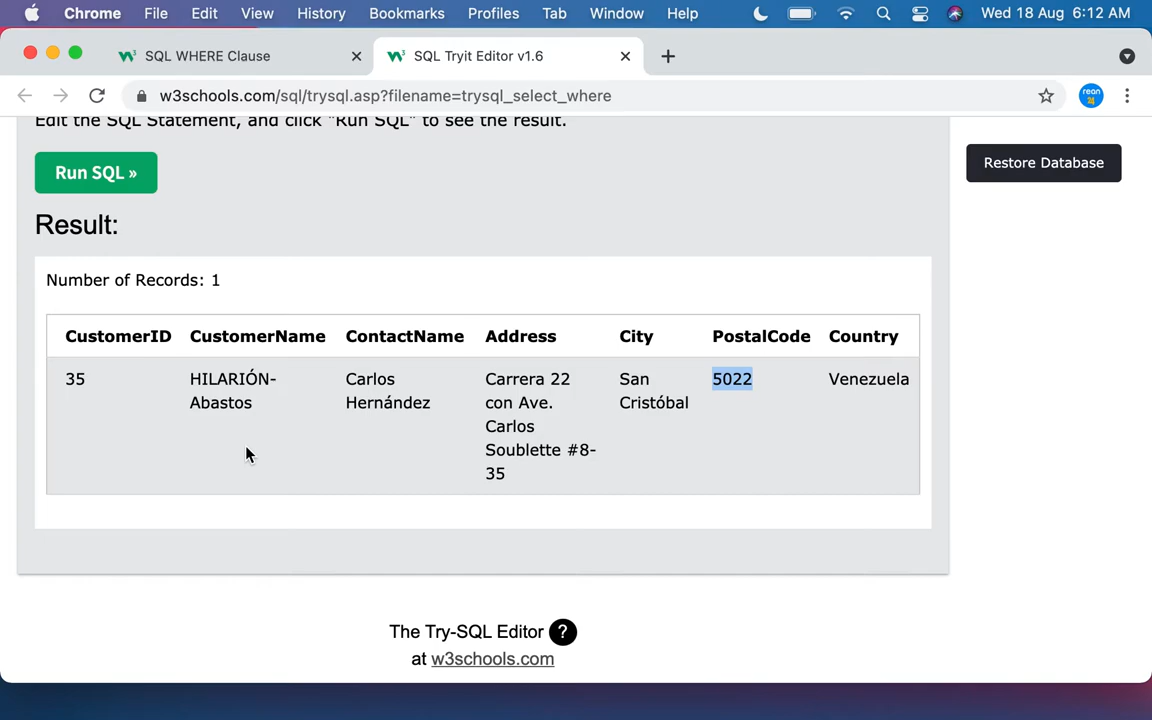 Chrome File Edit View History Bookmarks Profiles Tab Window Help Wed 18 Aug 6:12 AM
SQL WHERE Clause SQL Tryit Editor v1.6
w3schools.com/sql/trysql.asp?filename=trysql_select_where rean 24
Edit the SQL Statement, and click "Run SQL" to see the result.
Restore Database
Run SQL »
Result:
Number of Records: 1
CustomerID CustomerName ContactName Address City PostalCode Country
35 HILARIÓN- Carlos Carrera 22 San 5022 Venezuela
Abastos Hernández con Ave. Cristóbal
Carlos
Soublette #8-
35
The Try-SQL Editor ?
at w3schools.com